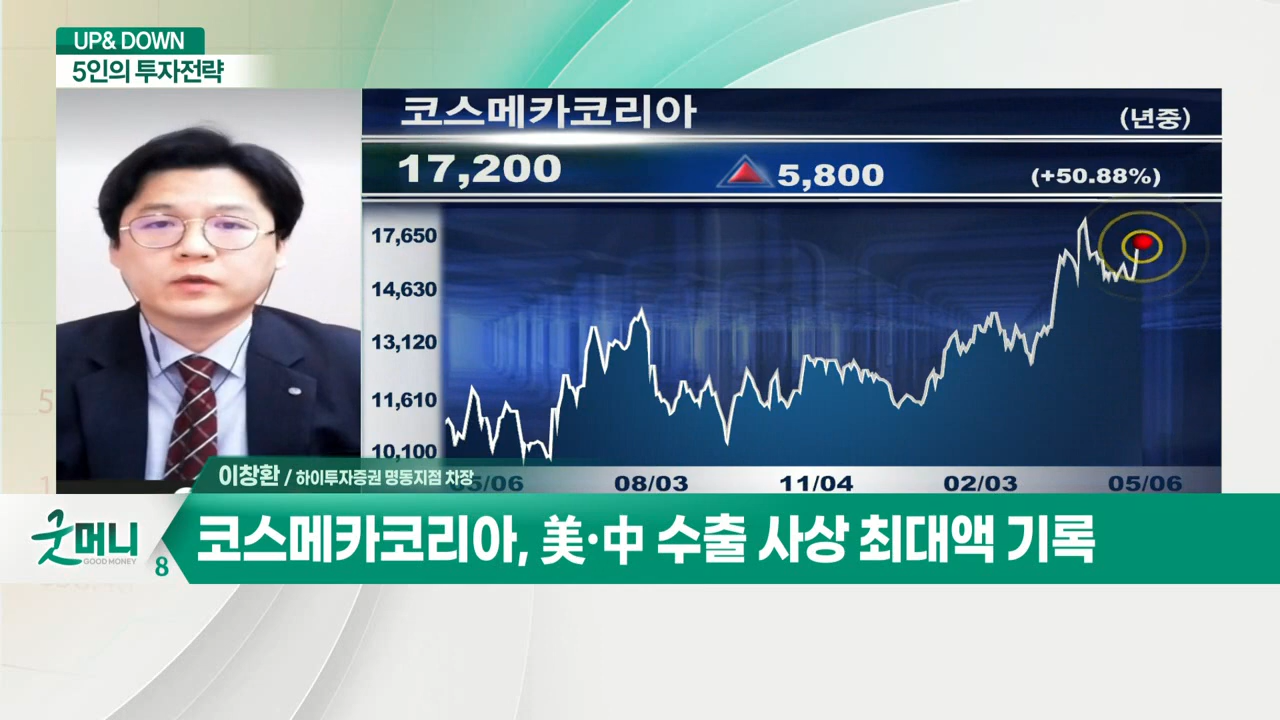 UP& DOWN
5인의 투자전략
코스메카코리아
(년중)
17,200 5,800 (+50.88%)
17,650
14,630
13,120
11,610
10,100
05/06 08/03 11/04 02/03 05/06
이창환 / 하이투자증권 명동지점 차장
굿머니
GOOD MONEY
8
코스메카코리아, 美·中 수출 사상 최대액 기록